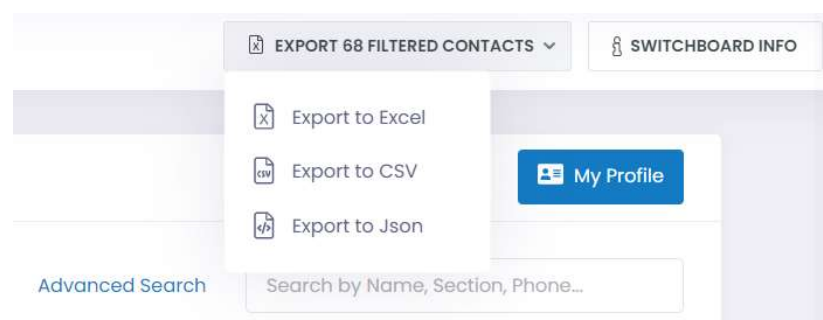 EXPORT 68 FILTERED CONTACTS
SWITCHBOARD INFO
Export to Excel
Export to CSV
My Profile
Export to Json
Advanced Search
Search by Name, Section, Phone...